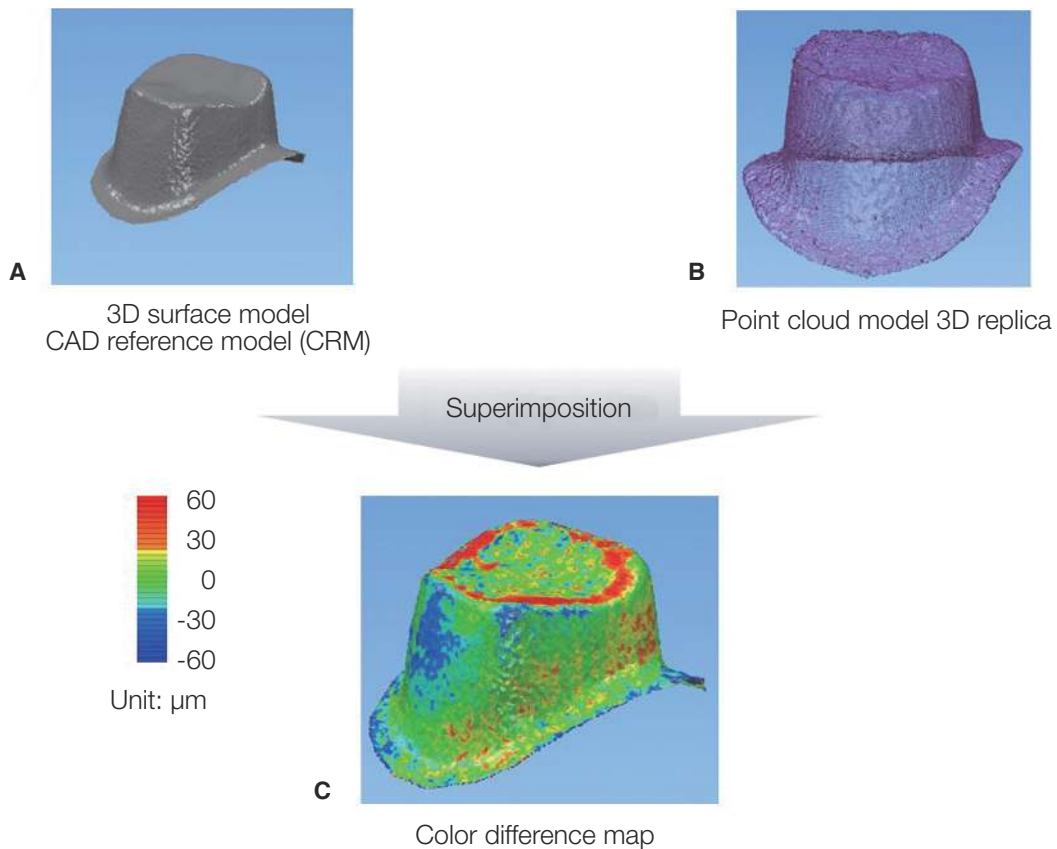 A
3D surface model
CAD reference model (CRM)
B
Point cloud model 3D replica
Superimposition
60
30
0
-30
-60
Unit: µm
C
Color difference map